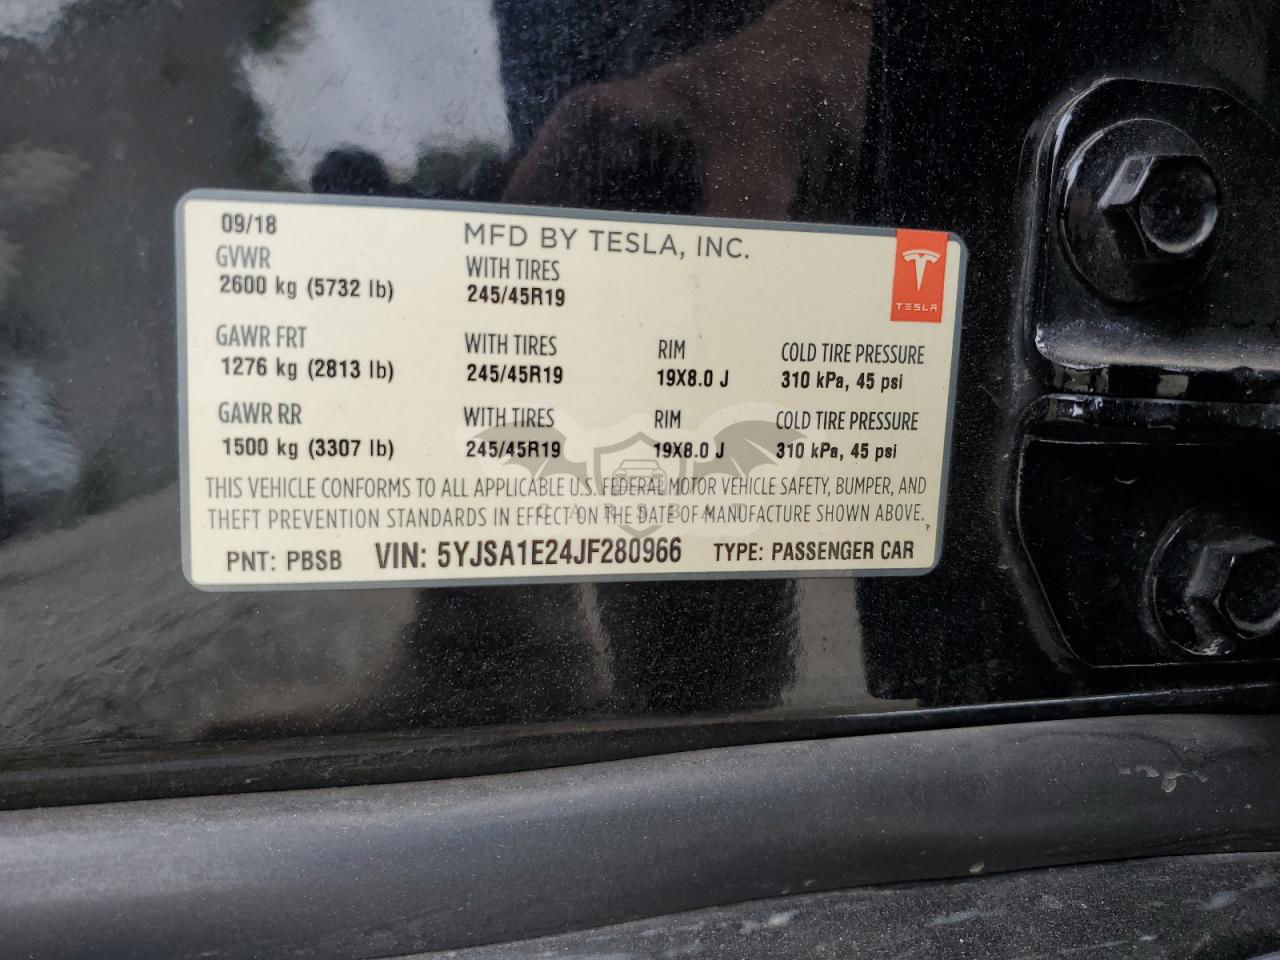 09/18
MFD BY TESLA, INC.
GVWR WITH TIRES
2600 kg (5732 lb) 245/45R19
TESLA
GAWR FRT WITH TIRES RIM COLD TIRE PRESSURE
1276 kg (2813 lb) 245/45R19 19X8.0 J 310 kPa, 45 psi
GAWR RR WITH TIRES RIM COLD TIRE PRESSURE
1500 kg (3307 lb) 245/45R19 19X8.0 J 310 kPa, 45 psi
THIS VEHICLE CONFORMS TO ALL APPLICABLE U.S. FEDERAL MOTOR VEHICLE SAFETY, BUMPER, AND
THEFT PREVENTION STANDARDS IN EFFECT ON THE DATE OF MANUFACTURE SHOWN ABOVE.
PNT: PBSB VIN: 5YJSA1E24JF280966 TYPE: PASSENGER CAR